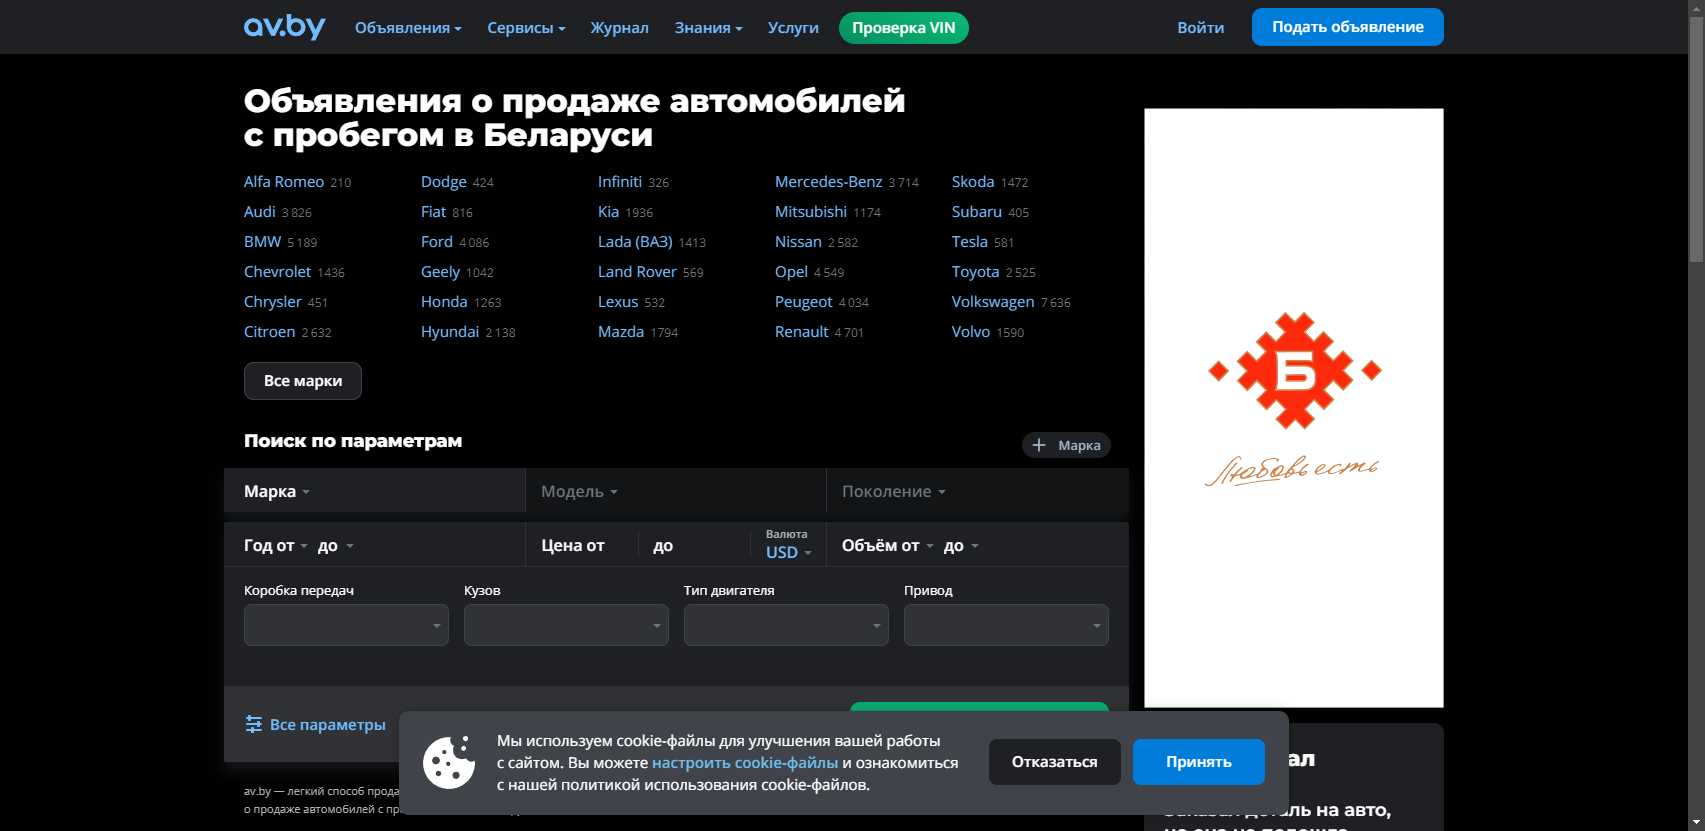 av.by Объявления Сервисы Журнал Знания Услуги Проверка VIN Войти Подать объявление
Объявления о продаже автомобилей
с пробегом в Беларуси
Alfa Romeo 210 Dodge 424 Infiniti 326 Mercedes-Benz 3 714 Skoda 1472
Audi 3 826 Fiat 816 Kia 1936 Mitsubishi 1174 Subaru 405
BMW 5 189 Ford 4 086 Lada (ВАЗ) 1413 Nissan 2 582 Tesla 581
Chevrolet 1436 Geely 1042 Land Rover 569 Opel 4 549 Toyota 2 525
Chrysler 451 Honda 1263 Lexus 532 Peugeot 4 034 Volkswagen 7 636
Citroen 2 632 Hyundai 2 138 Mazda 1794 Renault 4 701 Volvo 1590
Все марки
Б
Любовь есть
Поиск по параметрам
Марка
Марка Модель Поколение
Год от до Цена от до Валюта USD Объём от до
Коробка передач Кузов Тип двигателя Привод
Все параметры
Мы используем cookie-файлы для улучшения вашей работы
с сайтом. Вы можете настроить cookie-файлы и ознакомиться
с нашей политикой использования cookie-файлов.
Отказаться Принять
av.by — легкий способ прода
о продаже автомобилей с пр
ал
на авто,